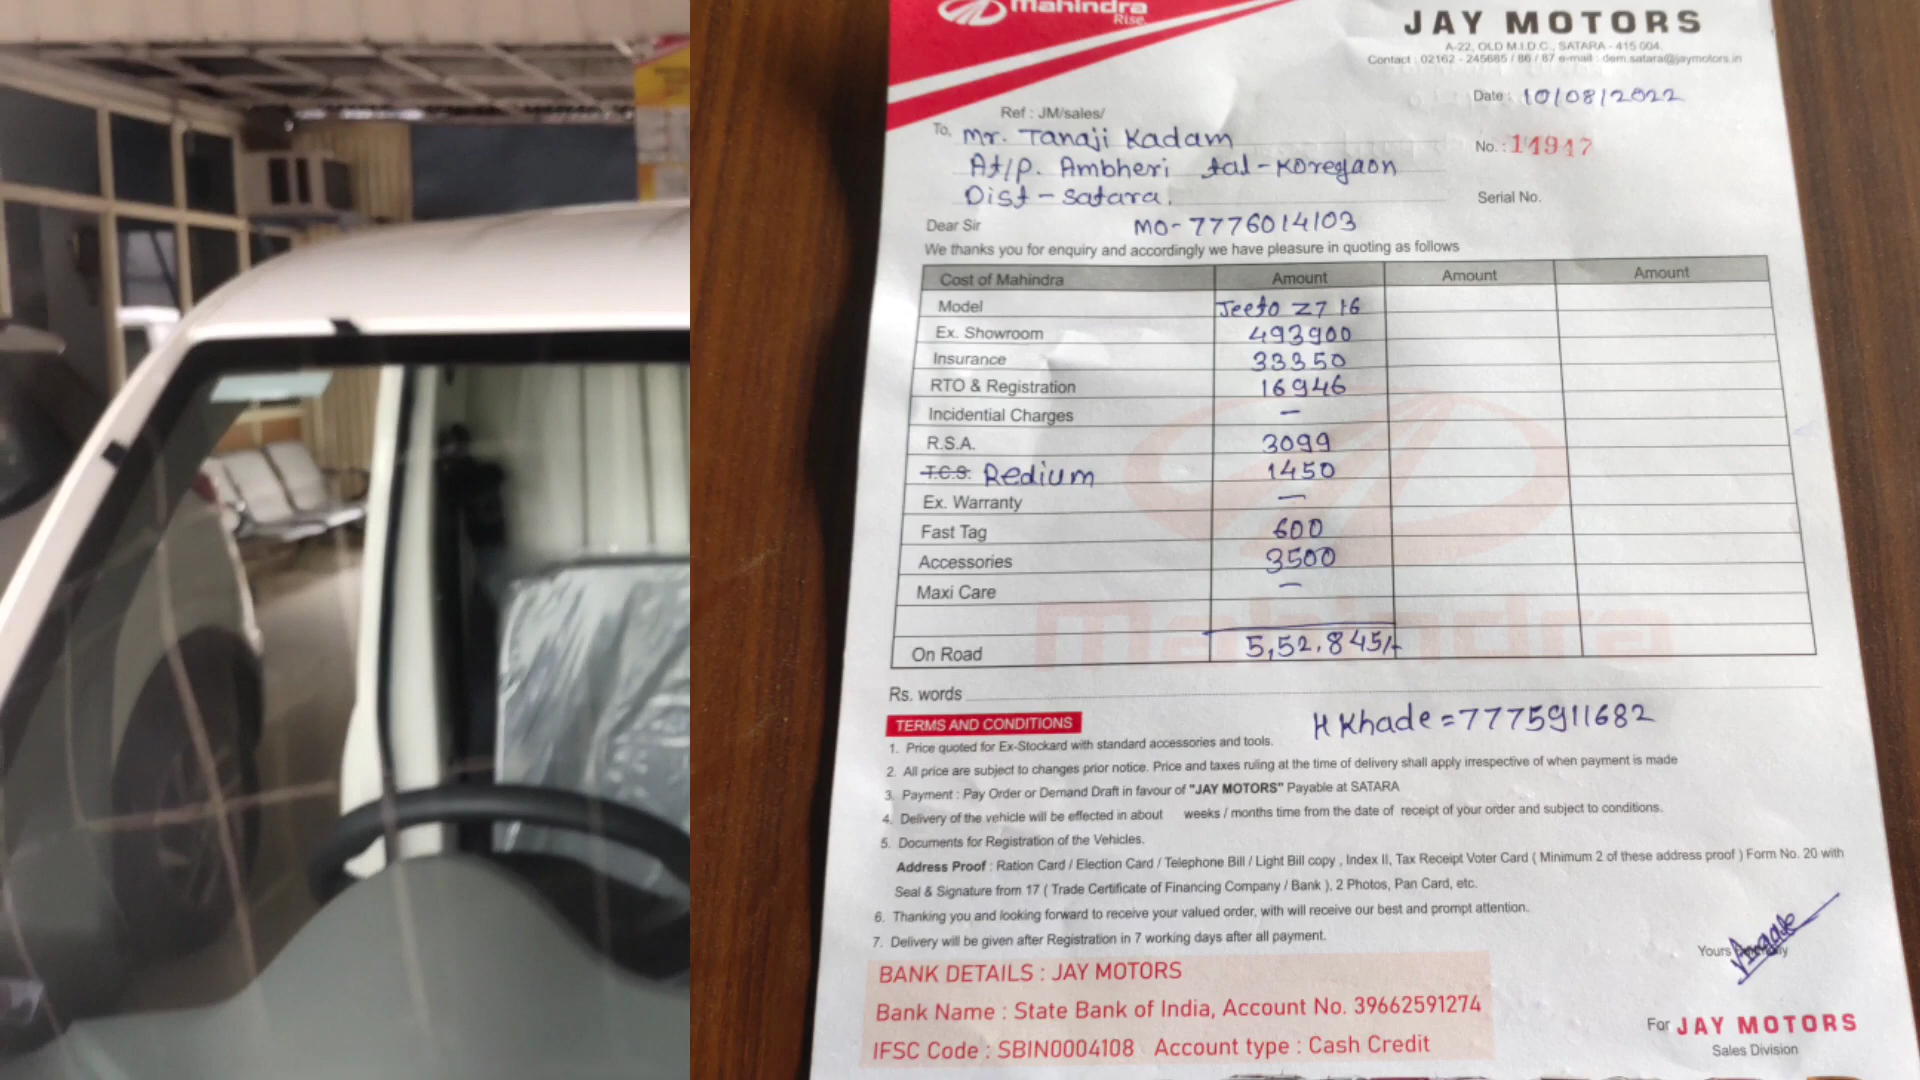 mahindra
Rise.
JAY MOTORS
A-22, OLD M.I.D.C., SATARA - 415 004.
Contact : 02162 - 245685 / 86 / 87 e-mail : dem.satara@jaymotors.in
Date : 10/08/2022
Ref : JM/sales/
To, Mr. Tanaji Kadam
No. : 11917
At/P. Ambheri tal-Koregaon
Dist - Satara.
Serial No.
Dear Sir MO- 7776014103
We thanks you for enquiry and accordingly we have pleasure in quoting as follows
Cost of Mahindra Amount Amount Amount
Model Jeeto Z7 16
Ex. Showroom 493900
Insurance 33350
RTO & Registration 16946
Incidential Charges —
R.S.A. 3099
T.C.S. Redium 1450
Ex. Warranty —
Fast Tag 600
Accessories 3500
Maxi Care —
On Road 5,52,845/-
Rs. words
H Khade = 7775911682
TERMS AND CONDITIONS
1. Price quoted for Ex-Stockard with standard accessories and tools.
2. All price are subject to changes prior notice. Price and taxes ruling at the time of delivery shall apply irrespective of when payment is made
3. Payment : Pay Order or Demand Draft in favour of "JAY MOTORS" Payable at SATARA
4. Delivery of the vehicle will be effected in about weeks / months time from the date of receipt of your order and subject to conditions.
5. Documents for Registration of the Vehicles.
Address Proof : Ration Card / Election Card / Telephone Bill / Light Bill copy , Index II, Tax Receipt Voter Card ( Minimum 2 of these address proof ) Form No. 20 with
Seal & Signature from 17 ( Trade Certificate of Financing Company / Bank ), 2 Photos, Pan Card, etc.
6. Thanking you and looking forward to receive your valued order, with will receive our best and prompt attention.
7. Delivery will be given after Registration in 7 working days after all payment.
Yours
BANK DETAILS : JAY MOTORS
Bank Name : State Bank of India, Account No. 39662591274
IFSC Code : SBIN0004108 Account type : Cash Credit
For JAY MOTORS
Sales Division
mahindra